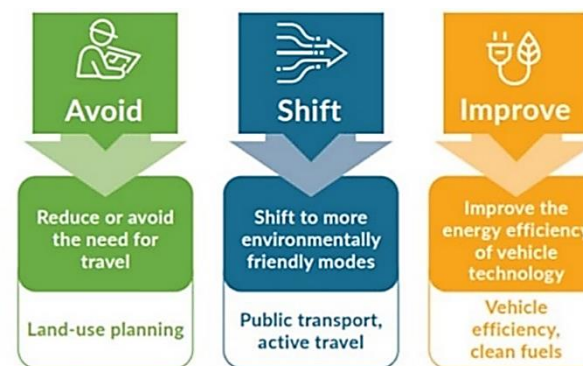 Avoid
Reduce or avoid
the need for
travel
Land-use planning
Shift
Shift to more
environmentally
friendly modes
Public transport,
active travel
Improve
Improve the
energy efficiency
of vehicle
technology
Vehicle
efficiency,
clean fuels